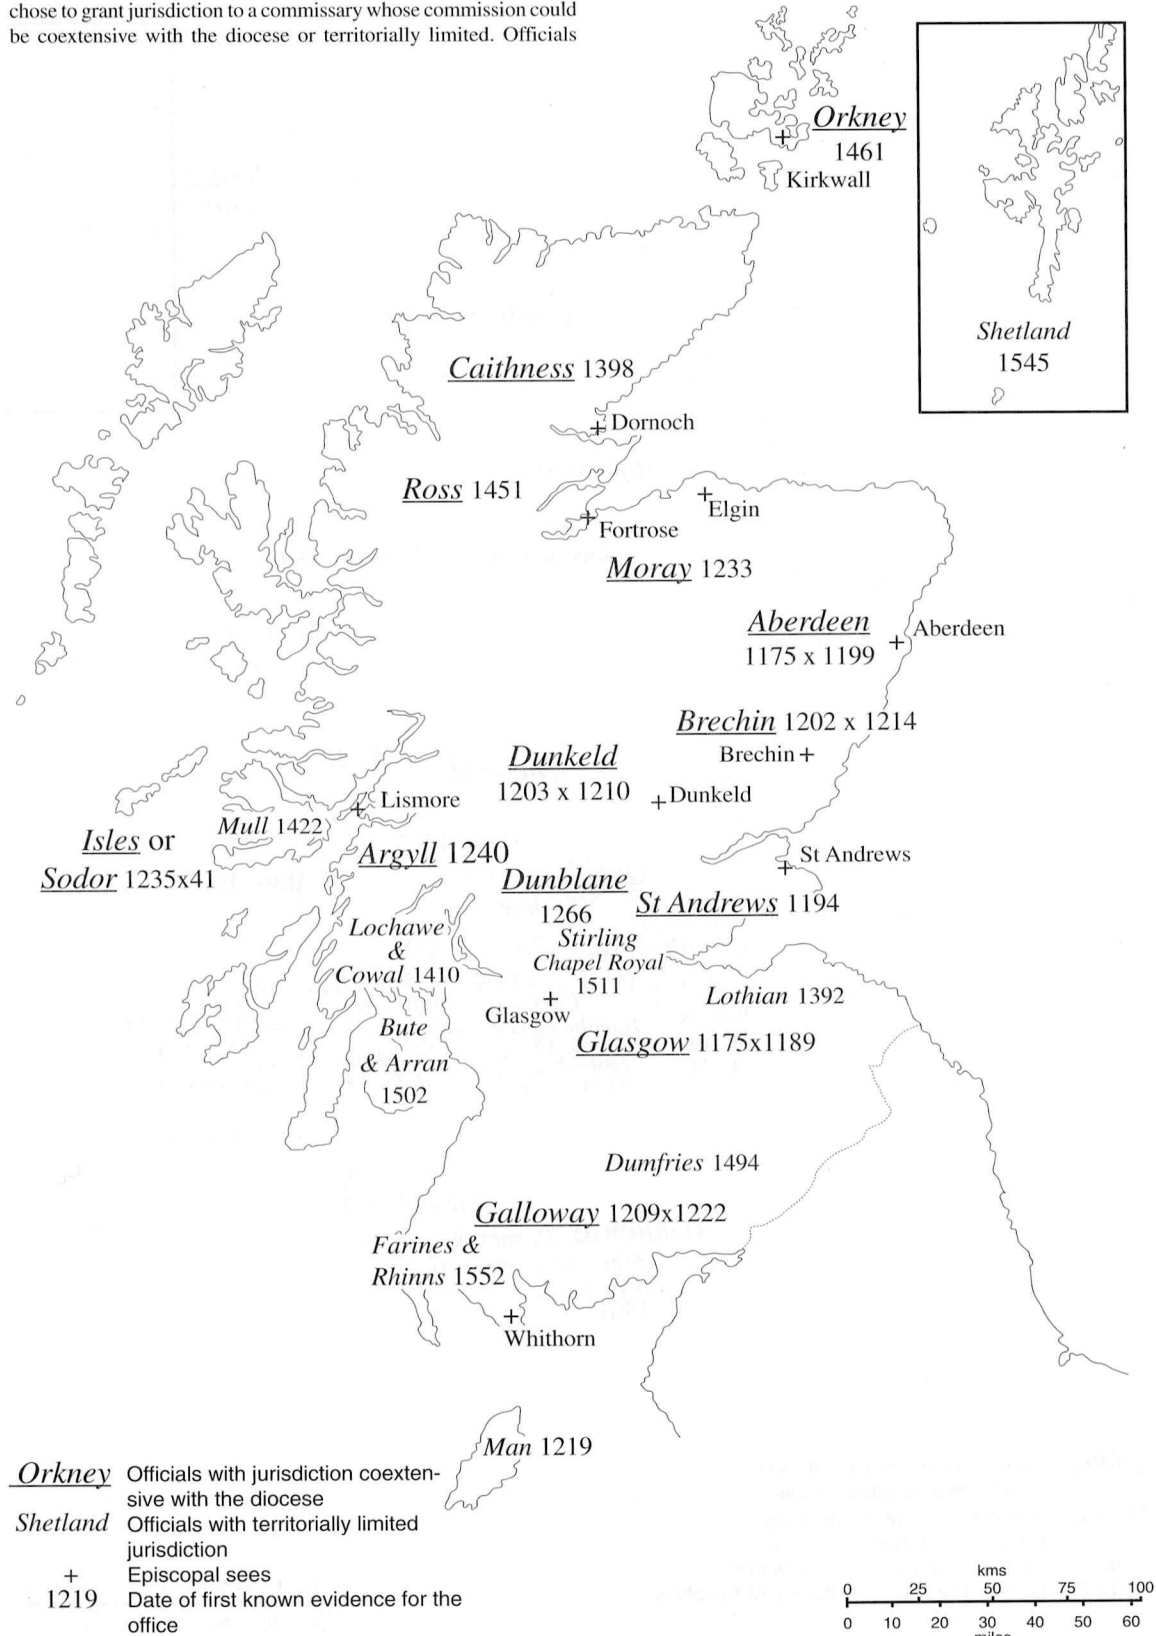 chose to grant jurisdiction to a commissary whose commission could
be coextensive with the diocese or territorially limited. Officials
Orkney
1461
Kirkwall
Shetland
1545
Caithness 1398
Dornoch
Ross 1451
Elgin
Fortrose
Moray 1233
Aberdeen
1175 x 1199
Aberdeen
Brechin 1202 x 1214
Brechin
Dunkeld
1203 x 1210
Dunkeld
Lismore
Mull 1422
Isles or
Sodor 1235x41
Argyll 1240
St Andrews
Dunblane
1266
St Andrews 1194
Lochawe
&
Cowal 1410
Stirling
Chapel Royal
1511
Lothian 1392
Glasgow
Glasgow 1175x1189
Bute
& Arran
1502
Dumfries 1494
Galloway 1209x1222
Farines &
Rhinns 1552
Whithorn
Man 1219
Orkney Officials with jurisdiction coexten-
sive with the diocese
Shetland Officials with territorially limited
jurisdiction
+ Episcopal sees
1219 Date of first known evidence for the
office
kms
0 25 50 75 100
0 10 20 30 40 50 60
miles